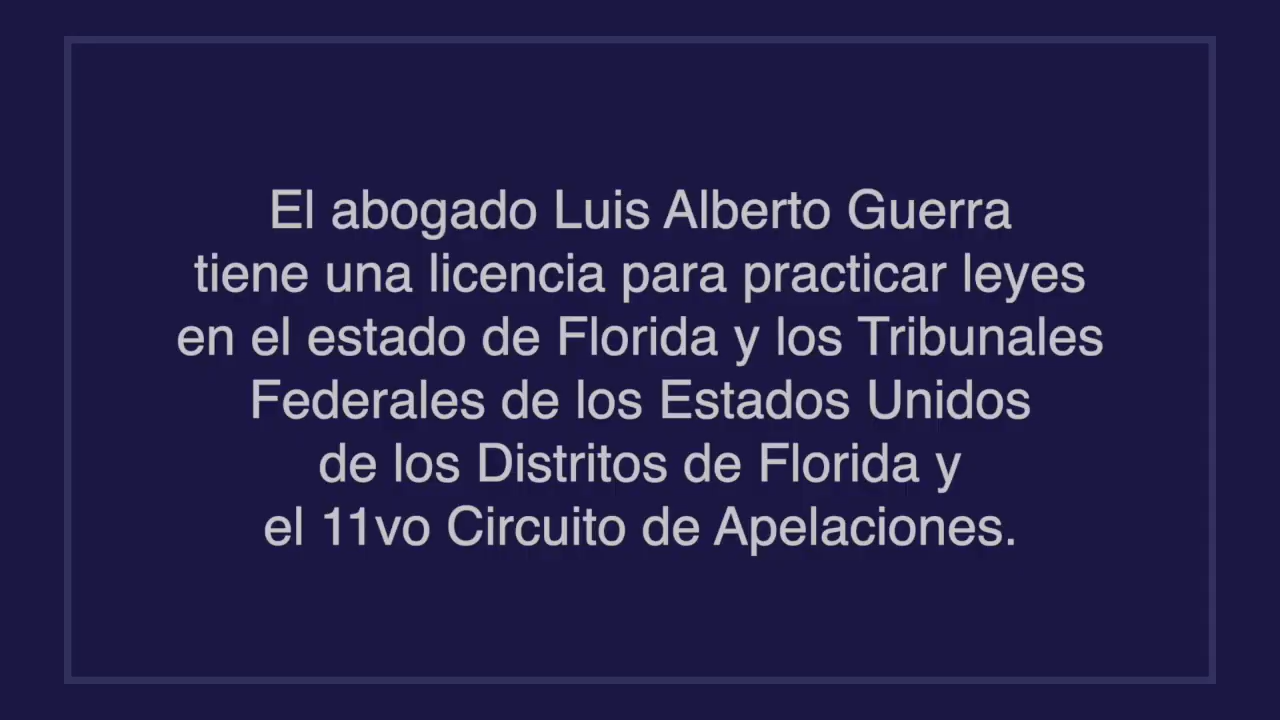 El abogado Luis Alberto Guerra
tiene una licencia para practicar leyes
en el estado de Florida y los Tribunales
Federales de los Estados Unidos
de los Distritos de Florida y
el 11vo Circuito de Apelaciones.